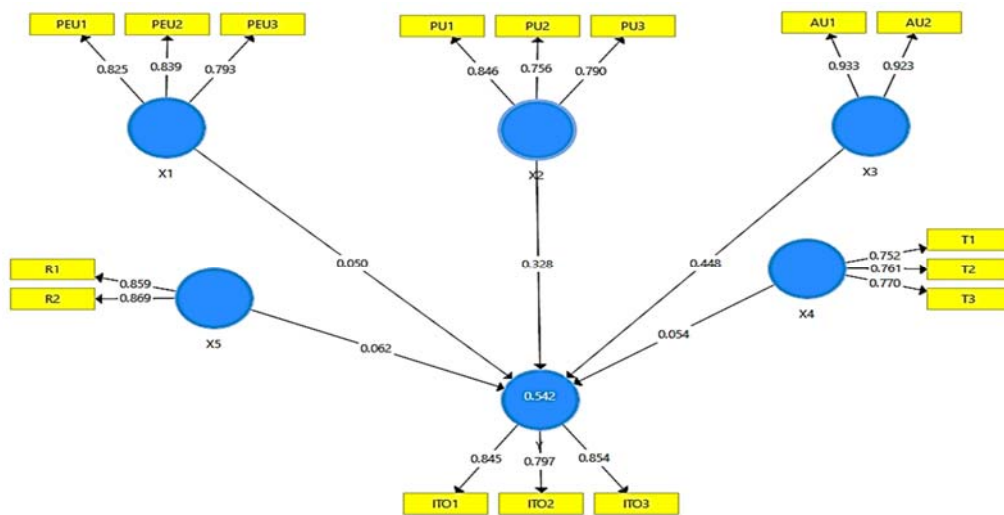 PEU1 PEU2 PEU3
PU1 PU2 PU3
AU1 AU2
0.825 0.839 0.793
0.846 0.756 0.790
0.933 0.923
X1
X2
X3
R1
R2
0.859
0.869
X5
T1
T2
T3
0.752
0.761
0.770
X4
0.050
0.328
0.448
0.062
0.054
0.542
Y
0.845 0.797 0.854
ITO1 ITO2 ITO3